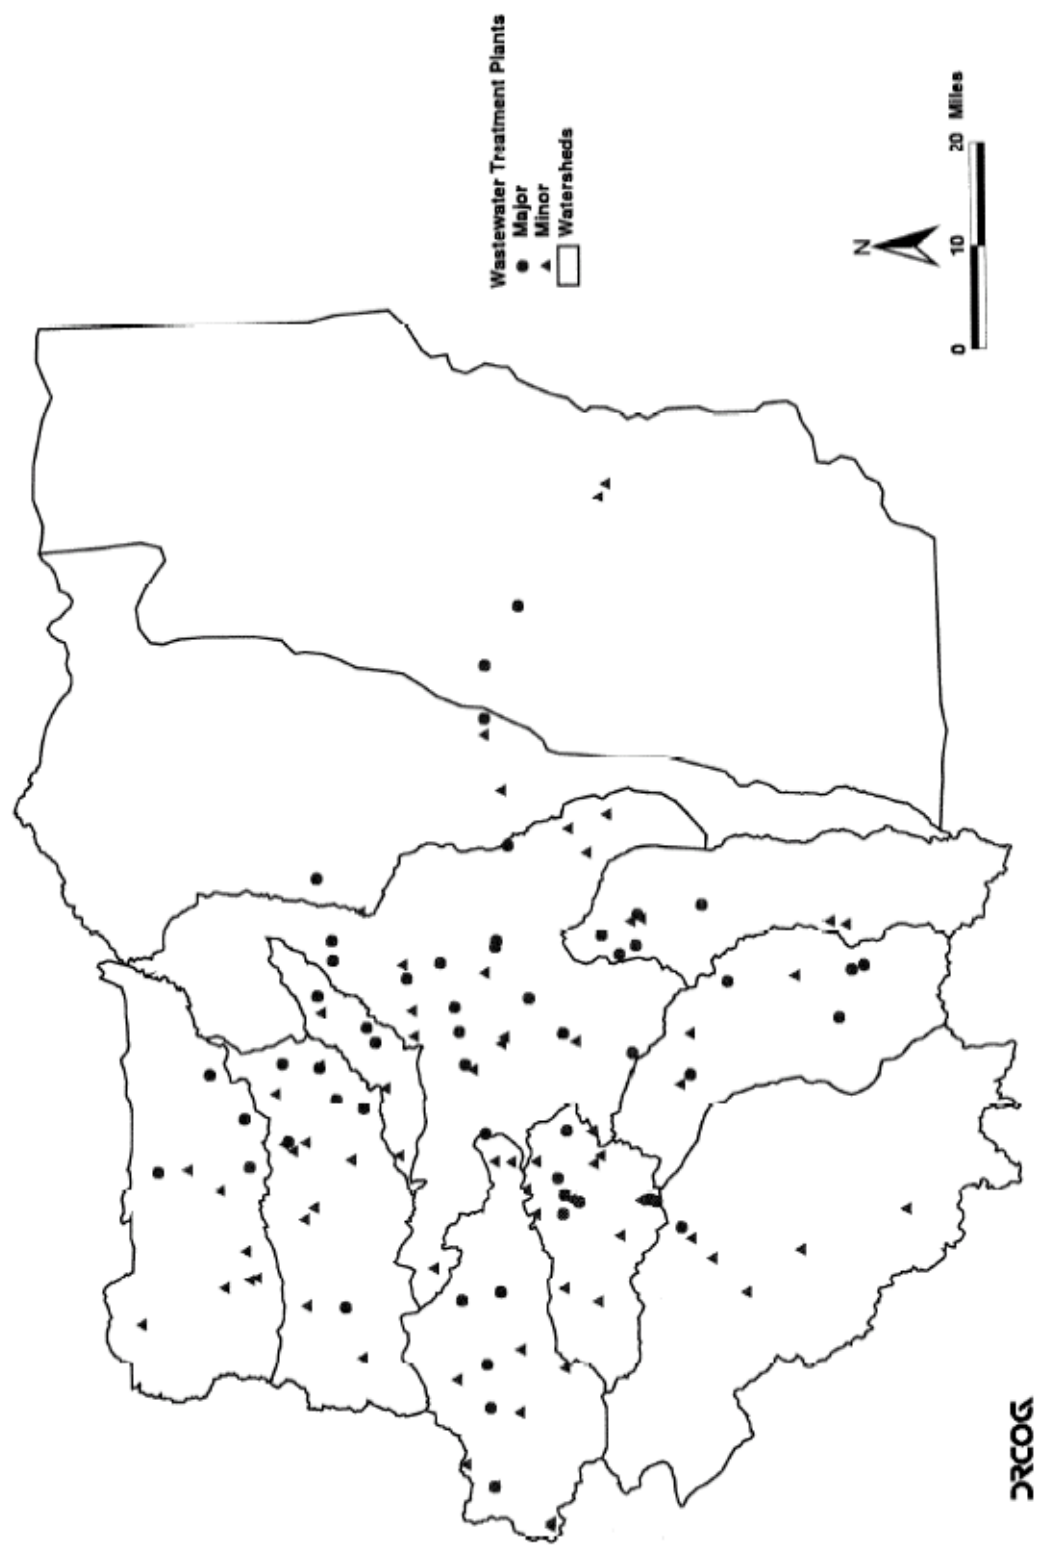 Wastewater Treatment Plants
Major
Minor
Watersheds
N
0 10 20 Miles
DRCOG